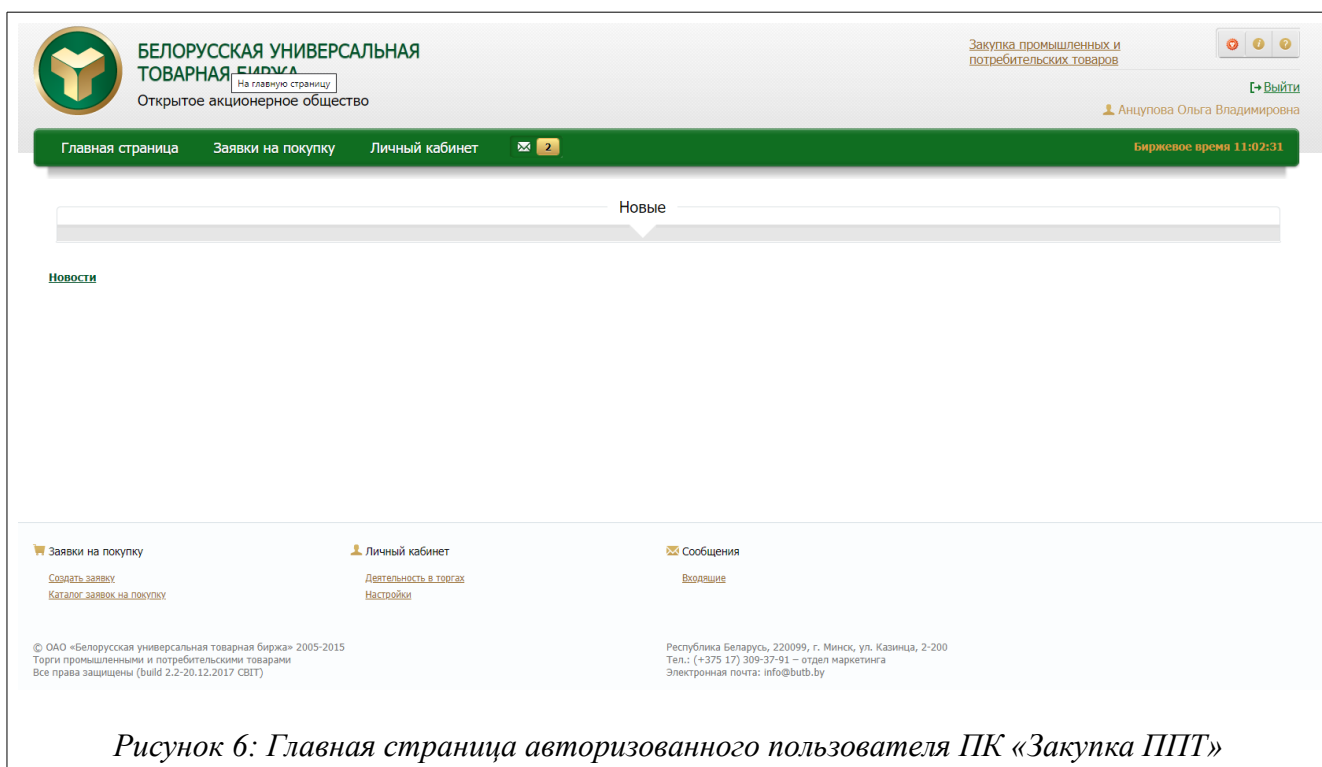 БЕЛОРУССКАЯ УНИВЕРСАЛЬНАЯ
ТОВАРНАЯ БИРЖА
На главную страницу
Открытое акционерное общество
Закупка промышленных и
потребительских товаров
Выйти
Анцупова Ольга Владимировна
Главная страница Заявки на покупку Личный кабинет 2 Биржевое время 11:02:31
Новые
Новости
Заявки на покупку Личный кабинет Сообщения
Создать заявку Деятельность в торгах Входящие
Каталог заявок на покупку Настройки
© ОАО «Белорусская универсальная товарная биржа» 2005-2015
Торги промышленными и потребительскими товарами
Все права защищены (build 2.2-20.12.2017 CBIT)
Республика Беларусь, 220099, г. Минск, ул. Казинца, 2-200
Тел.: (+375 17) 309-37-91 – отдел маркетинга
Электронная почта: info@butb.by
Рисунок 6: Главная страница авторизованного пользователя ПК «Закупка ППТ»